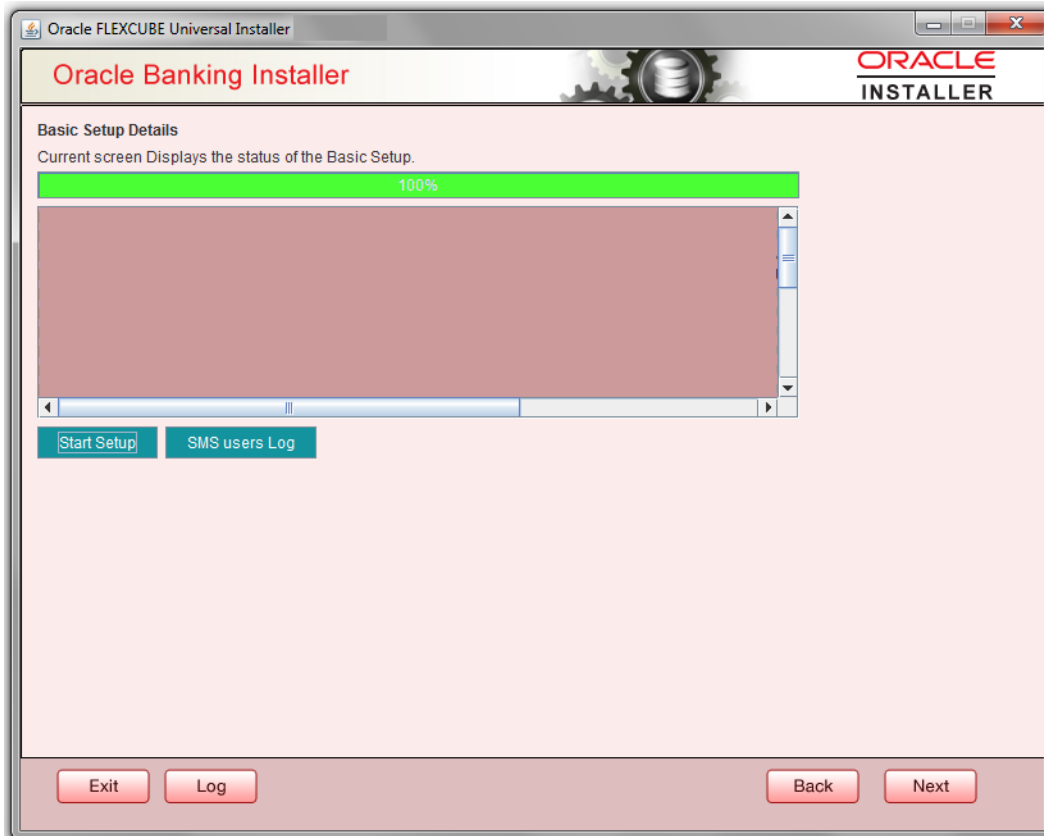 Oracle FLEXCUBE Universal Installer
Oracle Banking Installer
ORACLE
INSTALLER
Basic Setup Details
Current screen Displays the status of the Basic Setup.
100%
Start Setup
SMS users Log
Exit
Log
Back
Next